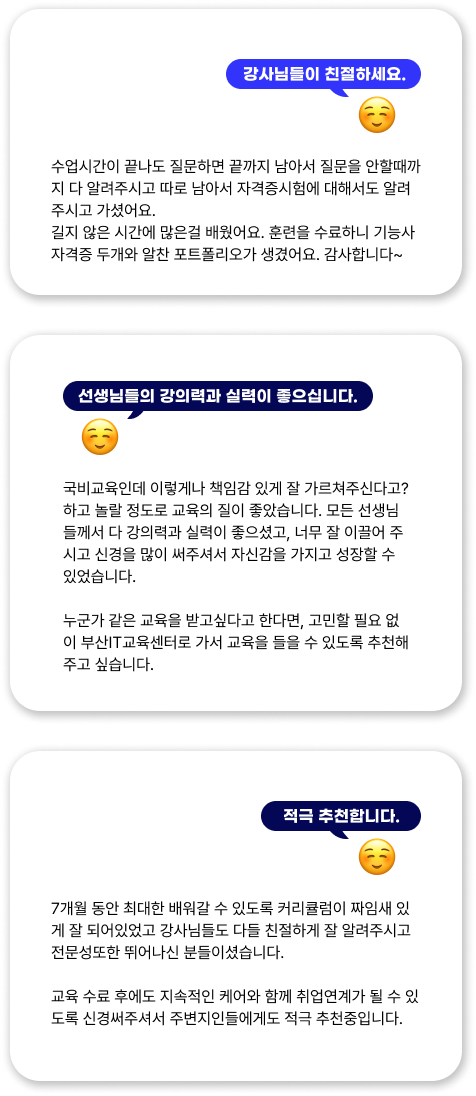 강사님들이 친절하세요.
수업시간이 끝나도 질문하면 끝까지 남아서 질문을 안할때까
지 다 알려주시고 따로 남아서 자격증시험에 대해서도 알려
주시고 가셨어요.
길지 않은 시간에 많은걸 배웠어요. 훈련을 수료하니 기능사
자격증 두개와 알찬 포트폴리오가 생겼어요. 감사합니다~
선생님들의 강의력과 실력이 좋으십니다.
국비교육인데 이렇게나 책임감 있게 잘 가르쳐주신다고?
하고 놀랄 정도로 교육의 질이 좋았습니다. 모든 선생님
들께서 다 강의력과 실력이 좋으셨고, 너무 잘 이끌어 주
시고 신경을 많이 써주셔서 자신감을 가지고 성장할 수
있었습니다.
누군가 같은 교육을 받고싶다고 한다면, 고민할 필요 없
이 부산IT교육센터로 가서 교육을 들을 수 있도록 추천해
주고 싶습니다.
적극 추천합니다.
7개월 동안 최대한 배워갈 수 있도록 커리큘럼이 짜임새 있
게 잘 되어있었고 강사님들도 다들 친절하게 잘 알려주시고
전문성또한 뛰어나신 분들이셨습니다.
교육 수료 후에도 지속적인 케어와 함께 취업연계가 될 수 있
도록 신경써주셔서 주변지인들에게도 적극 추천중입니다.